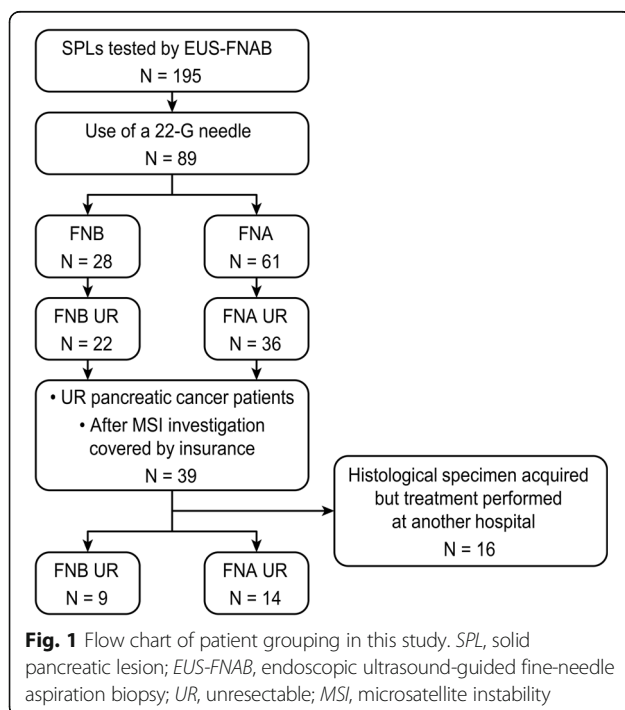 SPLs tested by EUS-FNAB
N = 195
Use of a 22-G needle
N = 89
FNB
N = 28
FNA
N = 61
FNB UR
N = 22
FNA UR
N = 36
• UR pancreatic cancer patients
• After MSI investigation
covered by insurance
N = 39
Histological specimen acquired
but treatment performed
at another hospital
N = 16
FNB UR
N = 9
FNA UR
N = 14
Fig. 1 Flow chart of patient grouping in this study. SPL, solid
pancreatic lesion; EUS-FNAB, endoscopic ultrasound-guided fine-needle
aspiration biopsy; UR, unresectable; MSI, microsatellite instability